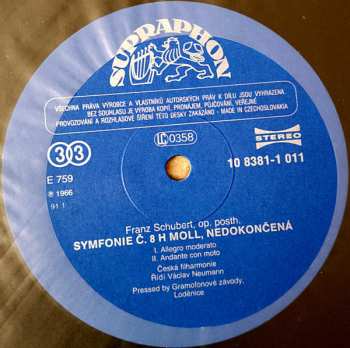 SUPRAPHON
VŠECHNA PRÁVA VÝROBCE A VLASTNÍKŮ AUTORSKÝCH PRÁV K DÍLU JSOU VYHRAZENA.
BEZ SOUHLASU JE VÝROBA KOPIÍ, PRONÁJEM, PŮJČOVÁNÍ, VEŘEJNÉ
PROVOZOVÁNÍ A ROZHLASOVÉ ŠÍŘENÍ TÉTO DESKY ZAKÁZÁNO - MADE IN CZECHOSLOVAKIA
LC 0358
STEREO
33
10 8381-1 011
E 759
℗ 1966
91 1
Franz Schubert, op. posth.
SYMFONIE Č. 8 H MOLL, NEDOKONČENÁ
I. Allegro moderato
II. Andante con moto
Česká filharmonie
Řídí Václav Neumann
Pressed by Gramofonové závody,
Loděnice